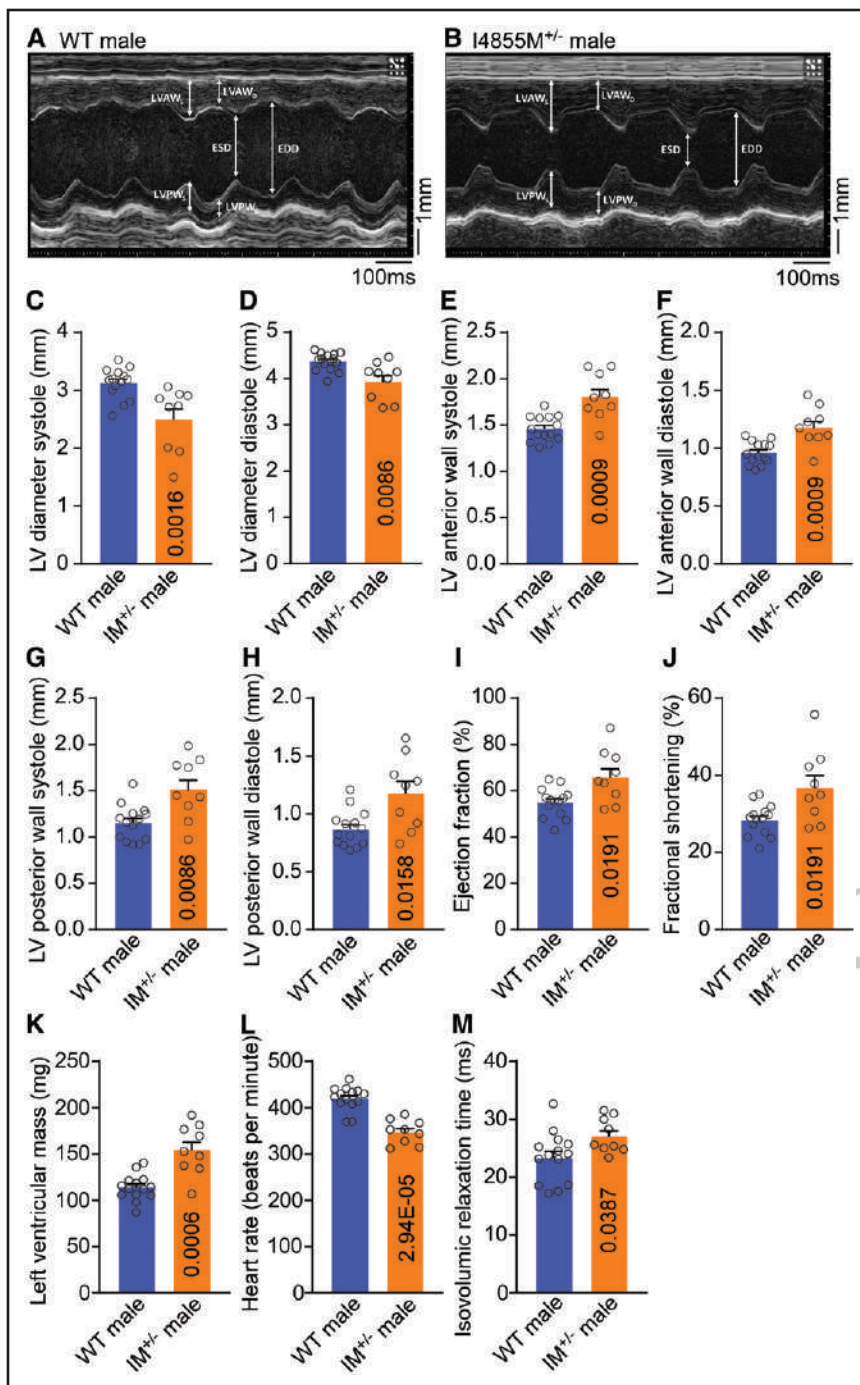 A WT male
B I4855M+/- male
LVAWs
LVAWD
ESD
EDD
LVPWs
LVPWD
1mm
100ms
LVAWs
LVAWD
ESD
EDD
LVPWs
LVPWD
1mm
100ms
C
LV diameter systole (mm)
4
3
2
1
0
0.0016
WT male
IM+/- male
D
LV diameter diastole (mm)
5
4
3
2
1
0
0.0086
WT male
IM+/- male
E
LV anterior wall systole (mm)
2.5
2.0
1.5
1.0
0.5
0.0
0.0009
WT male
IM+/- male
F
LV anterior wall diastole (mm)
2.0
1.5
1.0
0.5
0.0
0.0009
WT male
IM+/- male
G
LV posterior wall systole (mm)
2.5
2.0
1.5
1.0
0.5
0.0
0.0086
WT male
IM+/- male
H
LV posterior wall diastole (mm)
2.0
1.5
1.0
0.5
0.0
0.0158
WT male
IM+/- male
I
Ejection fraction (%)
100
80
60
40
20
0
0.0191
WT male
IM+/- male
J
Fractional shortening (%)
60
40
20
0
0.0191
WT male
IM+/- male
K
Left ventricular mass (mg)
250
200
150
100
50
0
0.0006
WT male
IM+/- male
L
Heart rate (beats per minute)
500
400
300
200
100
0
2.94E-05
WT male
IM+/- male
M
Isovolumic relaxation time (ms)
40
30
20
10
0
0.0387
WT male
IM+/- male